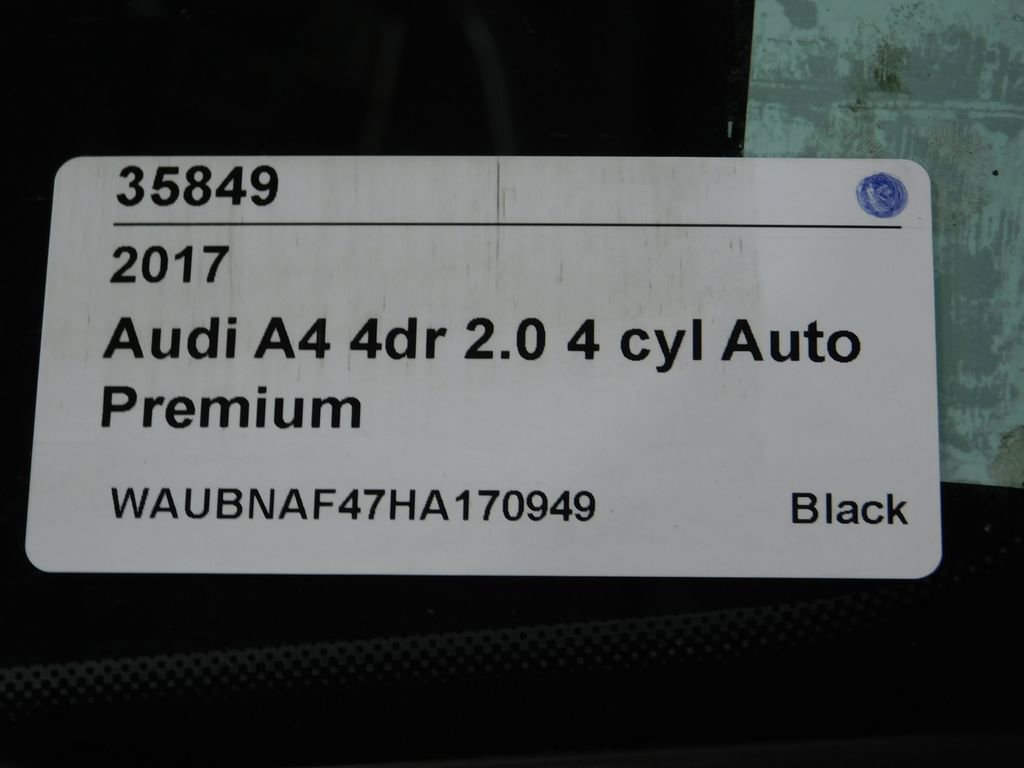 35849
2017
Audi A4 4dr 2.0 4 cyl Auto
Premium
WAUBNAF47HA170949 Black